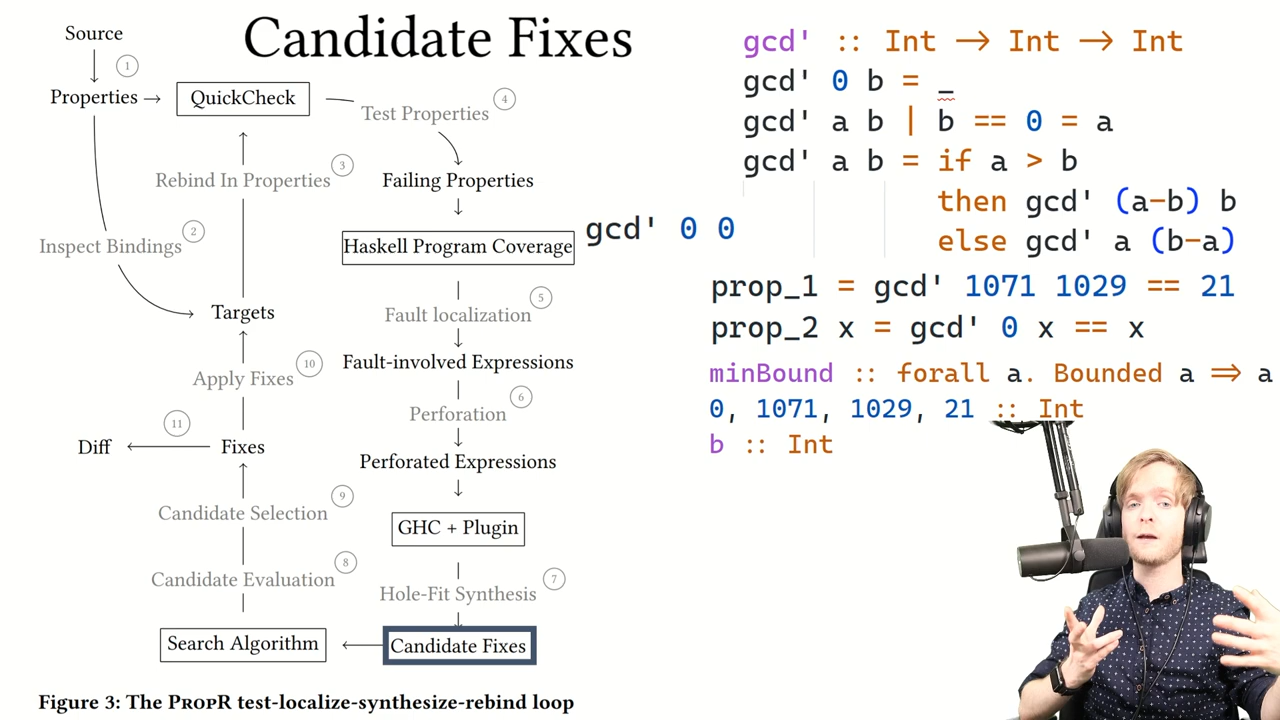 Candidate Fixes
Source
1
Properties
QuickCheck
Test Properties
4
Rebind In Properties
3
Failing Properties
Inspect Bindings
2
Haskell Program Coverage
Targets
Fault localization
5
Fault-involved Expressions
Apply Fixes
10
Perforation
6
11
Diff
Fixes
Perforated Expressions
Candidate Selection
9
GHC + Plugin
Candidate Evaluation
8
Hole-Fit Synthesis
7
Search Algorithm
Candidate Fixes
Figure 3: The PROPR test-localize-synthesize-rebind loop
gcd' 0 0
gcd' :: Int → Int → Int
gcd' 0 b = _
gcd' a b | b == 0 = a
gcd' a b = if a > b
then gcd' (a-b) b
else gcd' a (b-a)
prop_1 = gcd' 1071 1029 == 21
prop_2 x = gcd' 0 x == x
minBound :: forall a. Bounded a ⇒ a
0, 1071, 1029, 21 :: Int
b :: Int